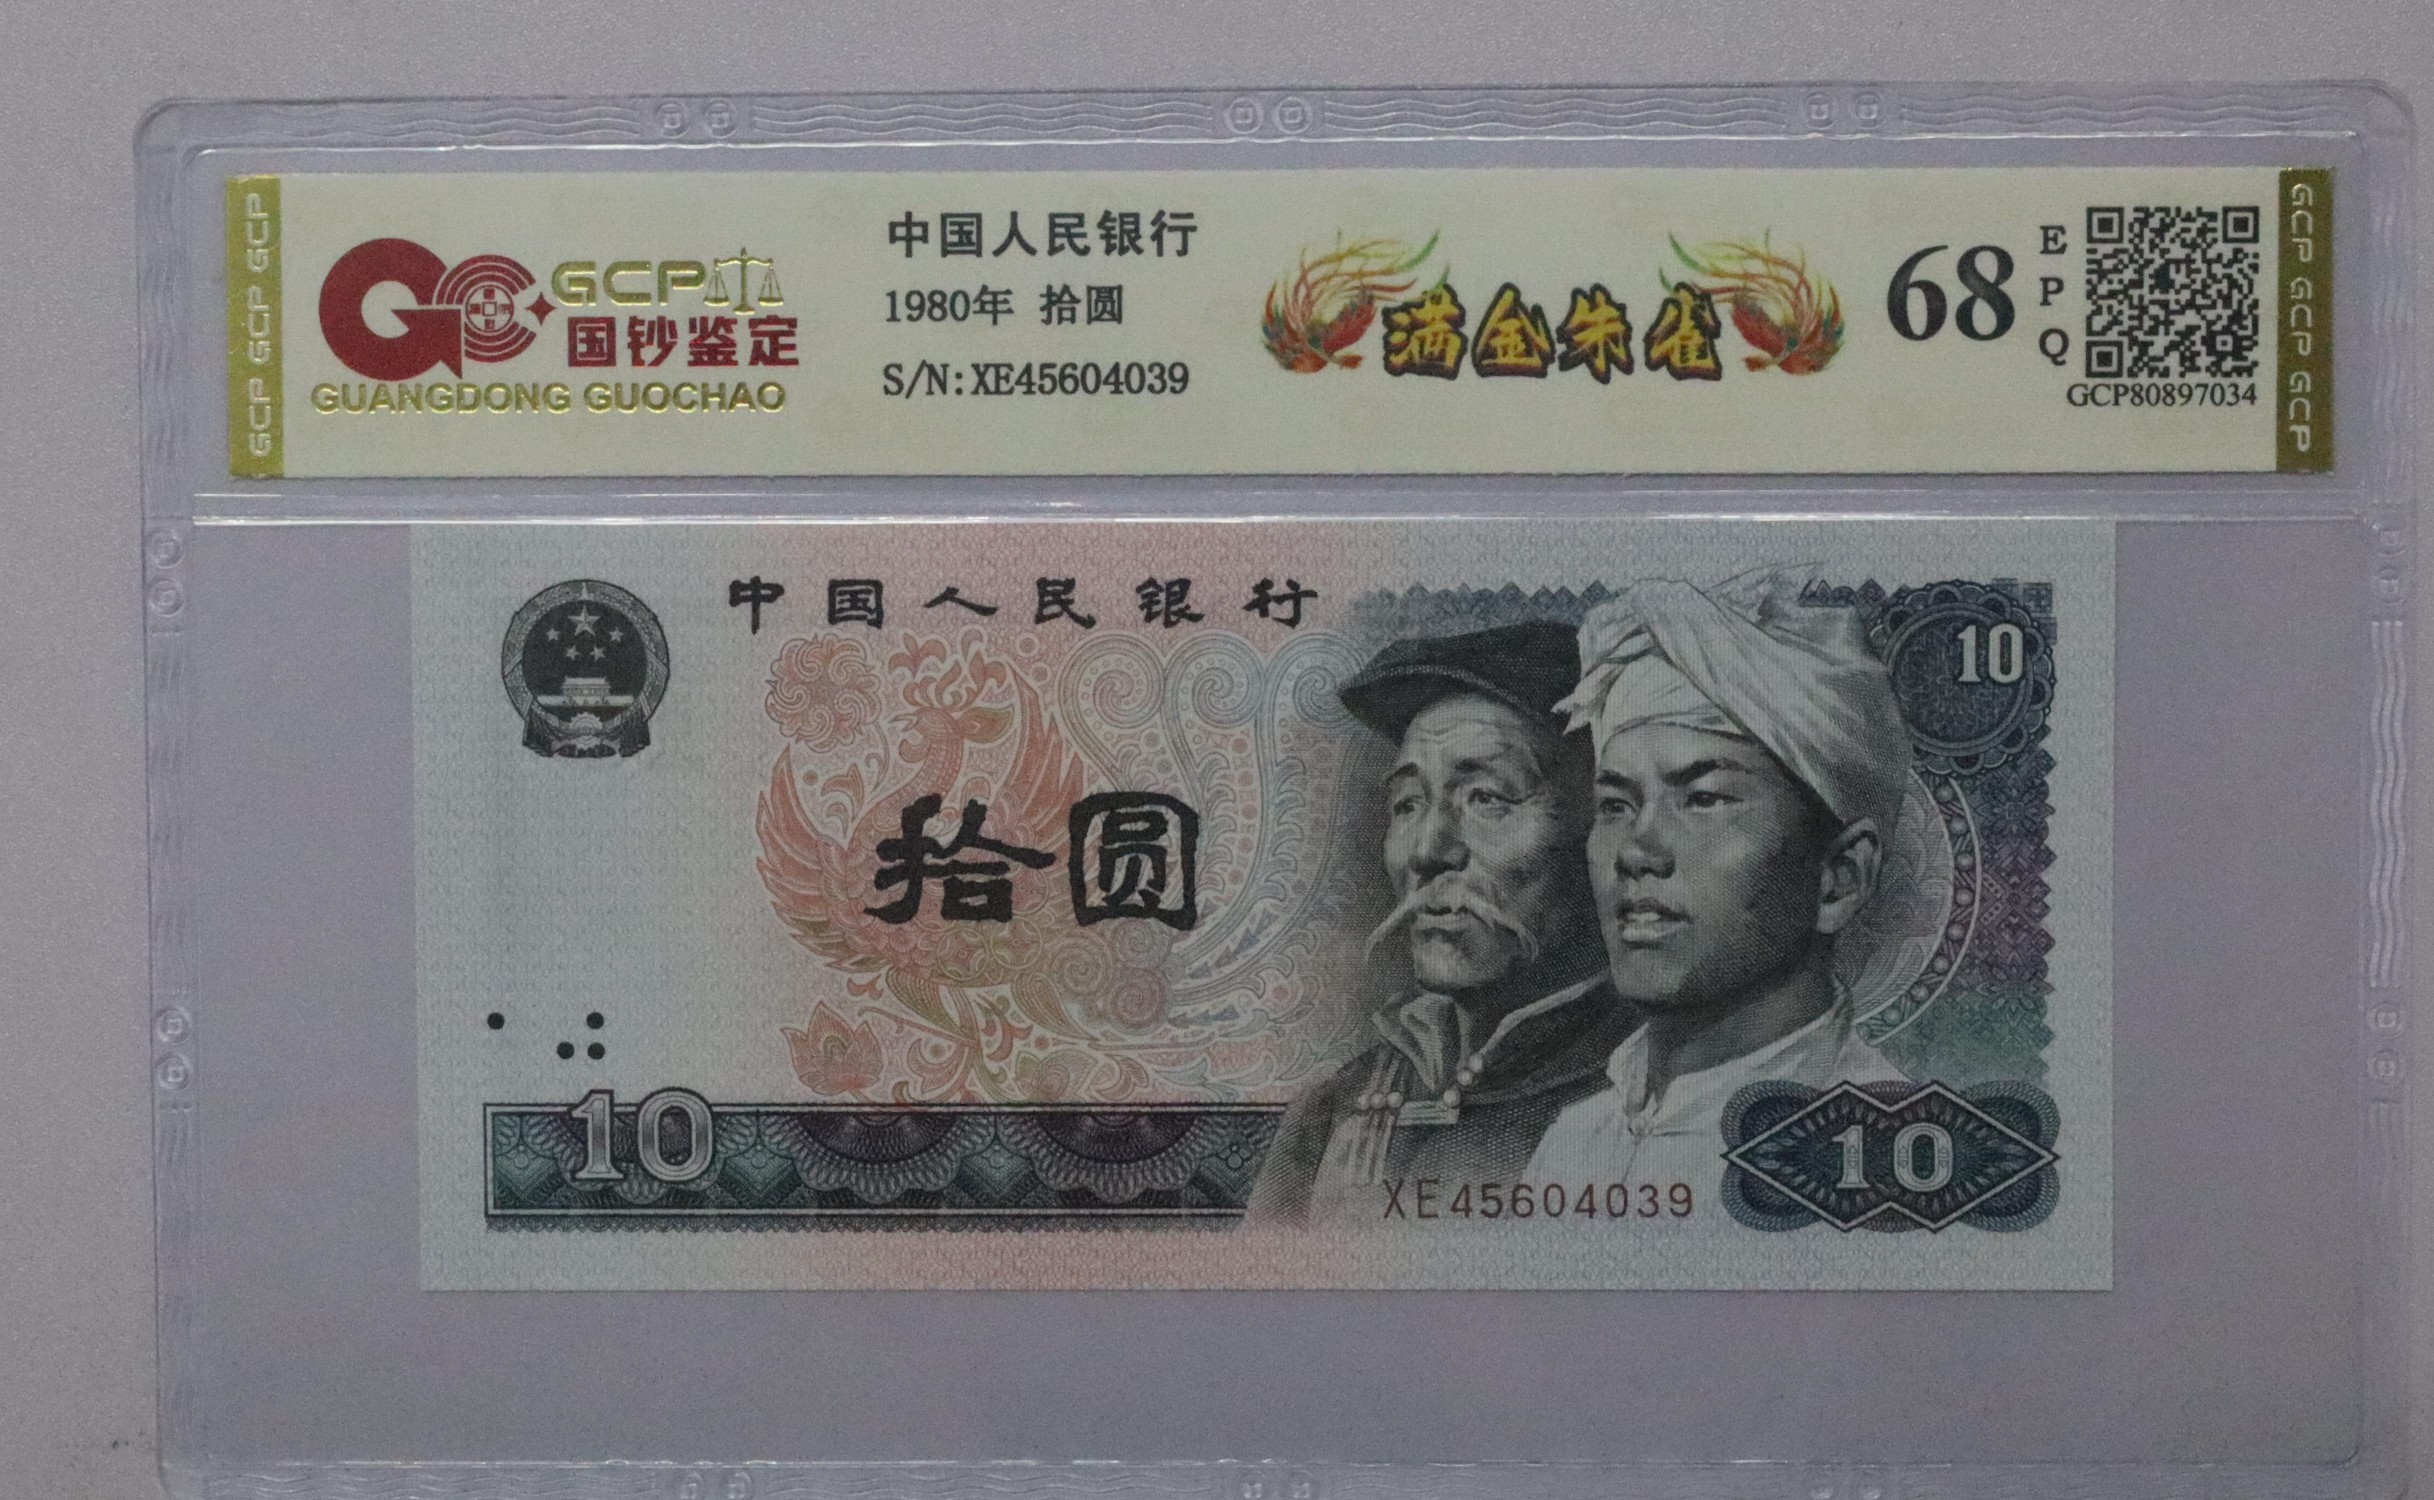 GCP GCP GCP
GCP
国钞鉴定
GUANGDONG GUOCHAO
中国人民银行
1980年 拾圆
S/N:XE45604039
满金朱雀
68
E
P
Q
GCP80897034
GCP GCP GCP
中国人民银行
10
拾圆
10
XE45604039
10